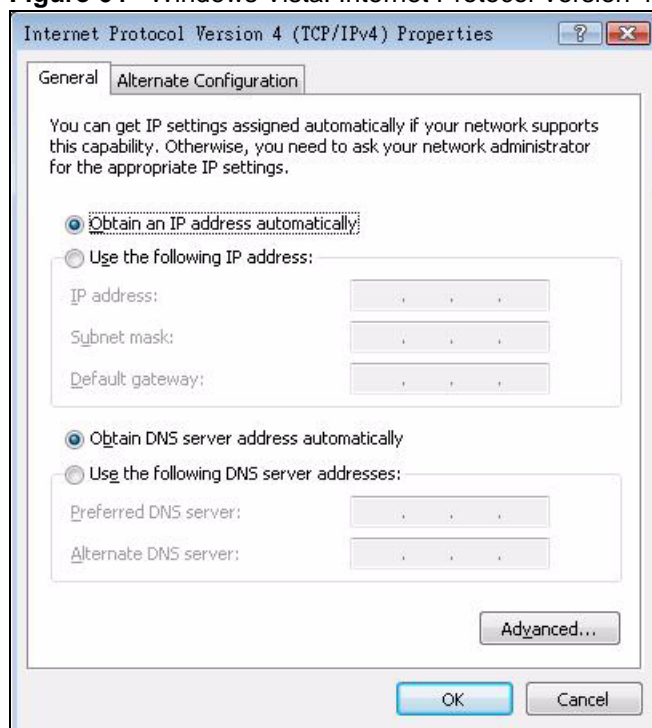 Windows Vista: Internet Protocol Version
Internet Protocol Version 4 (TCP/IPv4) Properties
General
Alternate Configuration
You can get IP settings assigned automatically if your network supports
this capability. Otherwise, you need to ask your network administrator
for the appropriate IP settings.
Obtain an IP address automatically
Use the following IP address:
IP address:
Subnet mask:
Default gateway:
Obtain DNS server address automatically
Use the following DNS server addresses:
Preferred DNS server:
Alternate DNS server:
Advanced...
OK
Cancel